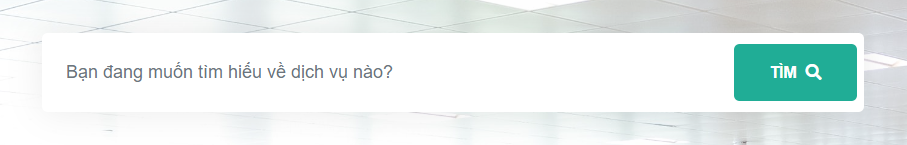 Bạn đang muốn tìm hiểu về dịch vụ nào?
TÌM